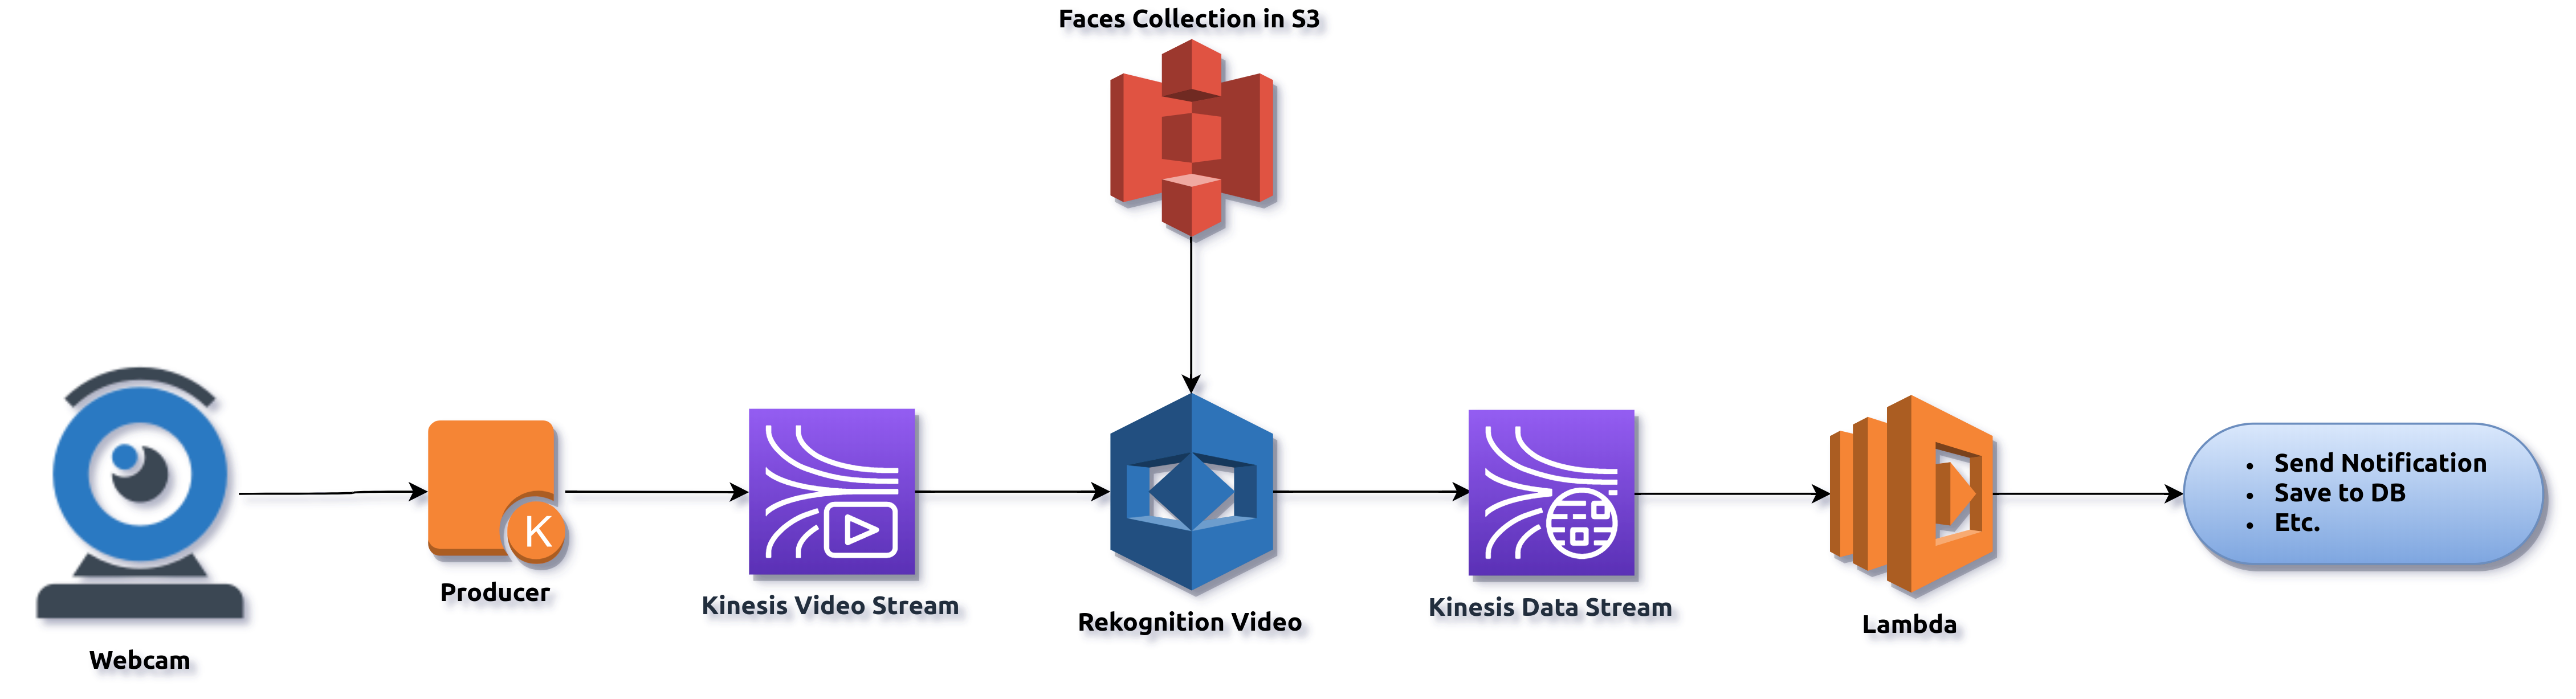 Faces Collection in S3
K
Webcam
Producer
Kinesis Video Stream
Rekognition Video
Kinesis Data Stream
Lambda
• Send Notification
• Save to DB
• Etc.